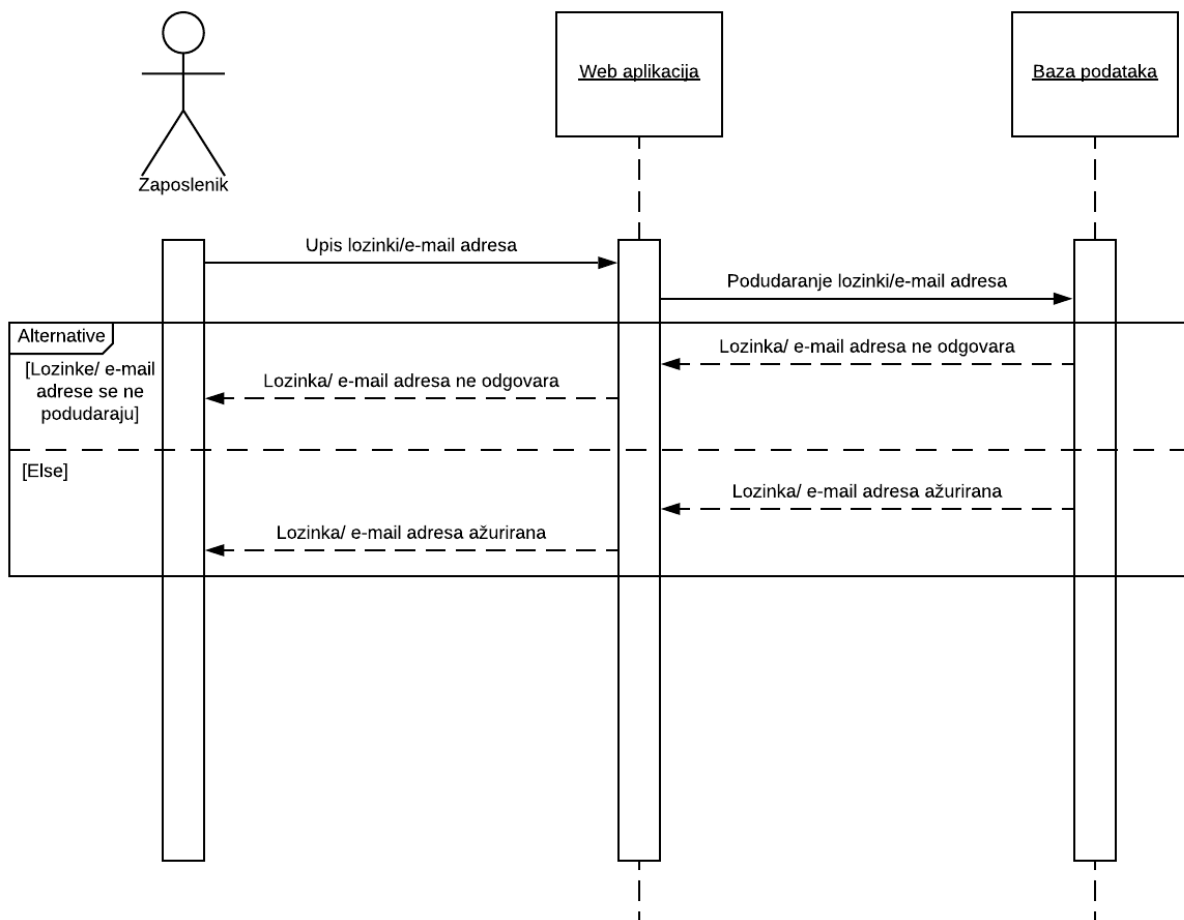 Web aplikacija
Baza podataka
Zaposlenik
Upis lozinki/e-mail adresa
Podudaranje lozinki/e-mail adresa
Alternative
[Lozinke/ e-mail
adrese se ne
podudaraju]
Lozinka/ e-mail adresa ne odgovara
Lozinka/ e-mail adresa ne odgovara
[Else]
Lozinka/ e-mail adresa ažurirana
Lozinka/ e-mail adresa ažurirana